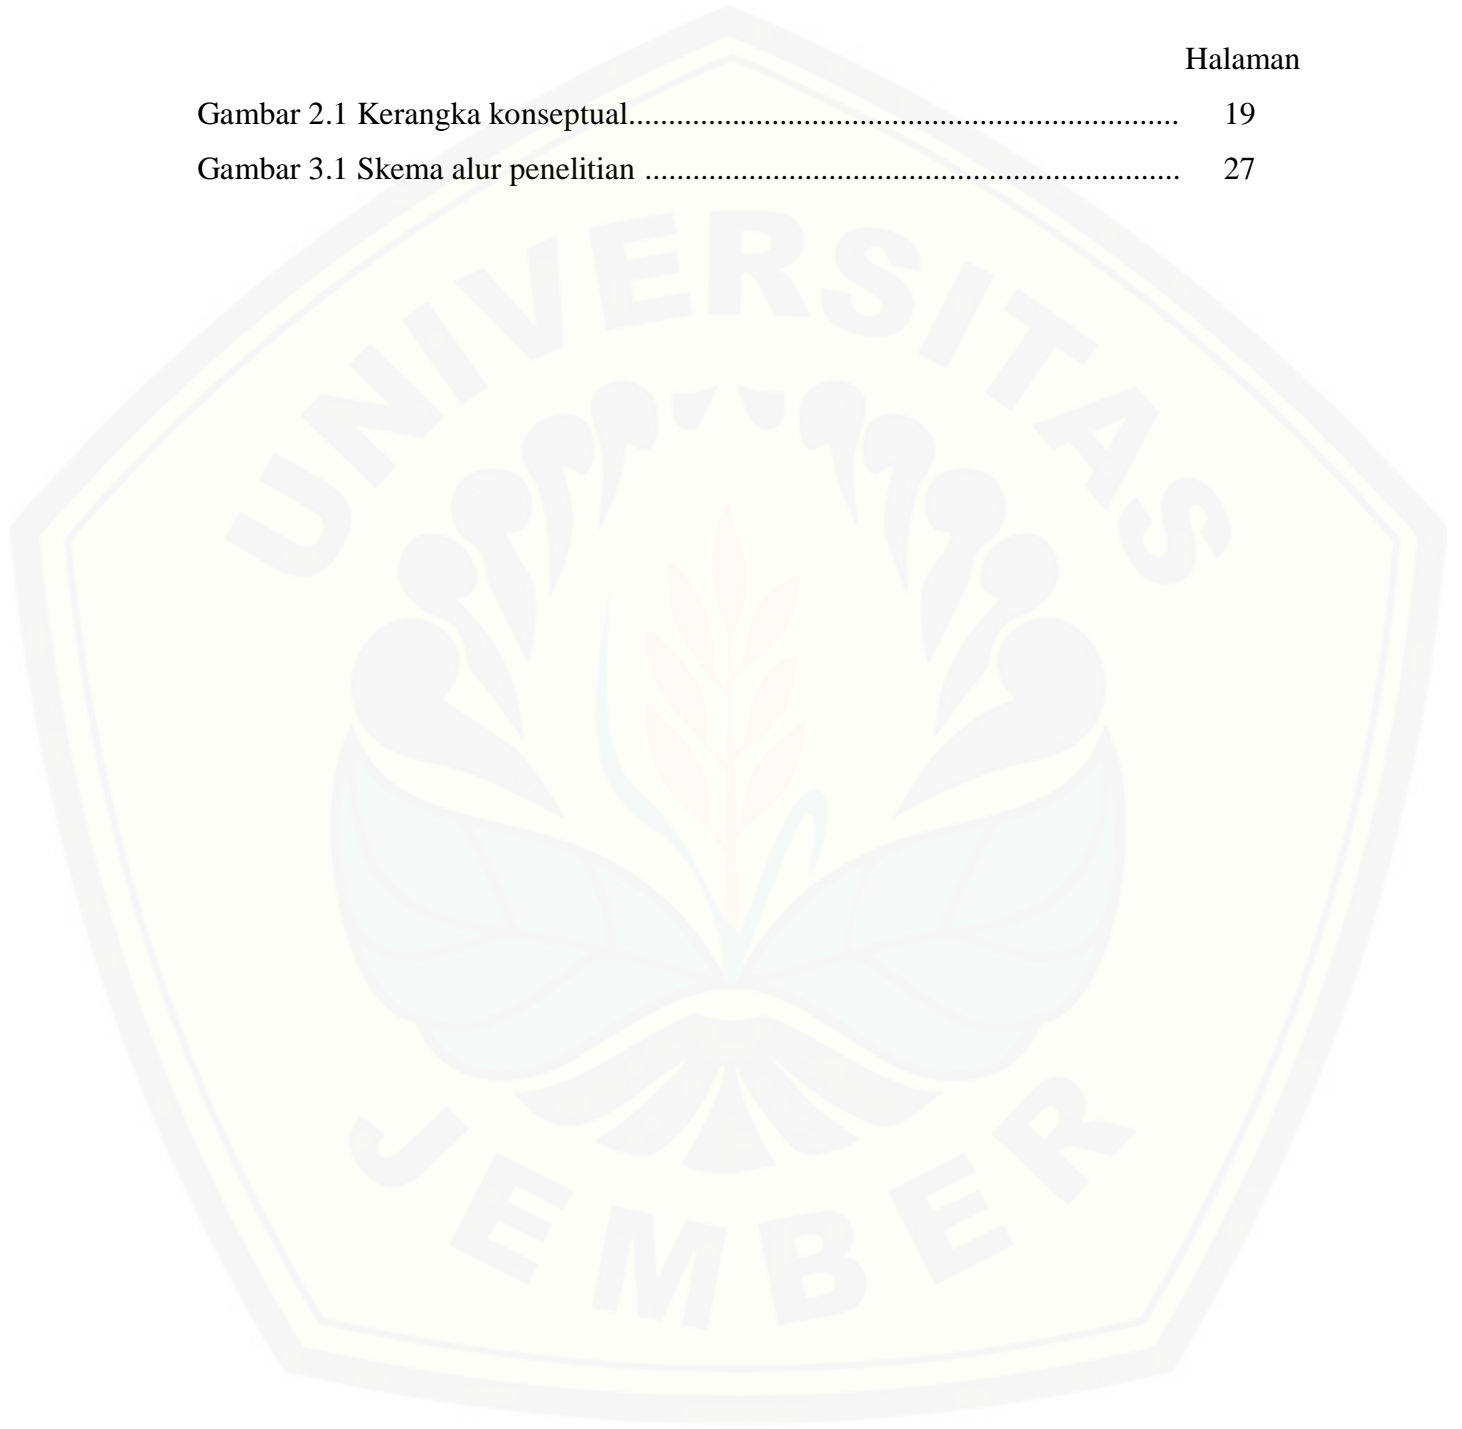 Halaman
Gambar 2.1 Kerangka konseptual..................................................................... 19
Gambar 3.1 Skema alur penelitian ................................................................... 27
UNIVERSITAS
JEMBER